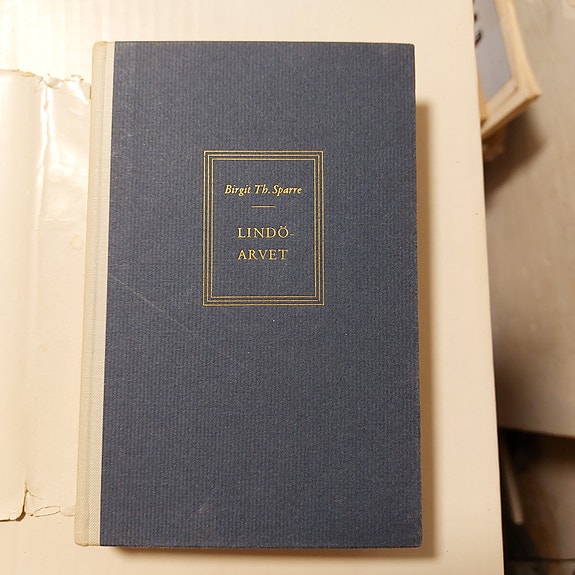 Birgit Th. Sparre
LINDÖ-
ARVET